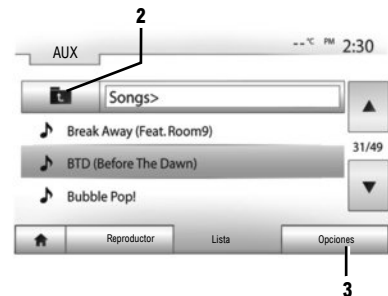 2
AUX
--°C PM 2:30
Songs>
Break Away (Feat. Room9)
31/49
BTD (Before The Dawn)
Bubble Pop!
Reproductor Lista Opciones
3